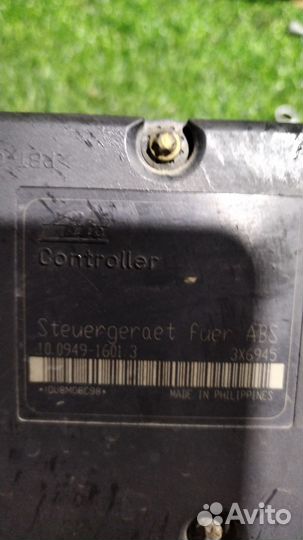 Controller
Steuergeraet fuer ABS
10.0949-1601.3 3X6945
MADE IN PHILIPPINES
Avito